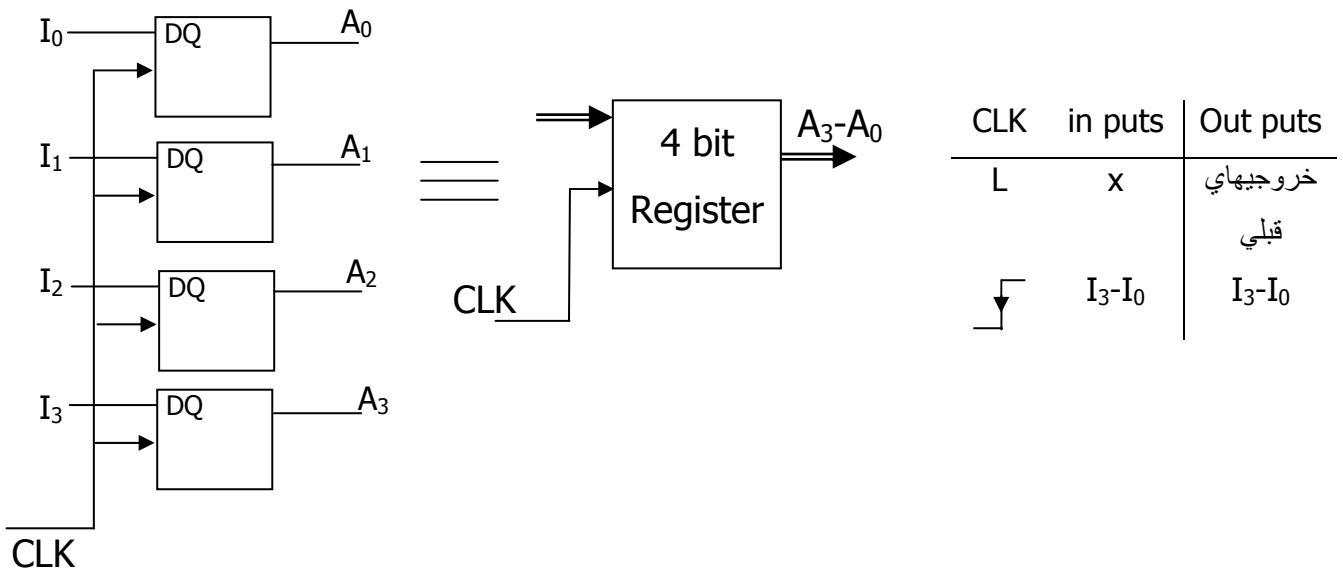 I₀ DQ A₀
I₁ DQ A₁
I₂ DQ A₂
I₃ DQ A₃
CLK
4 bit
Register
A₃-A₀
CLK
CLK in puts Out puts
L x خروجيهاي
قبلي
I₃-I₀ I₃-I₀